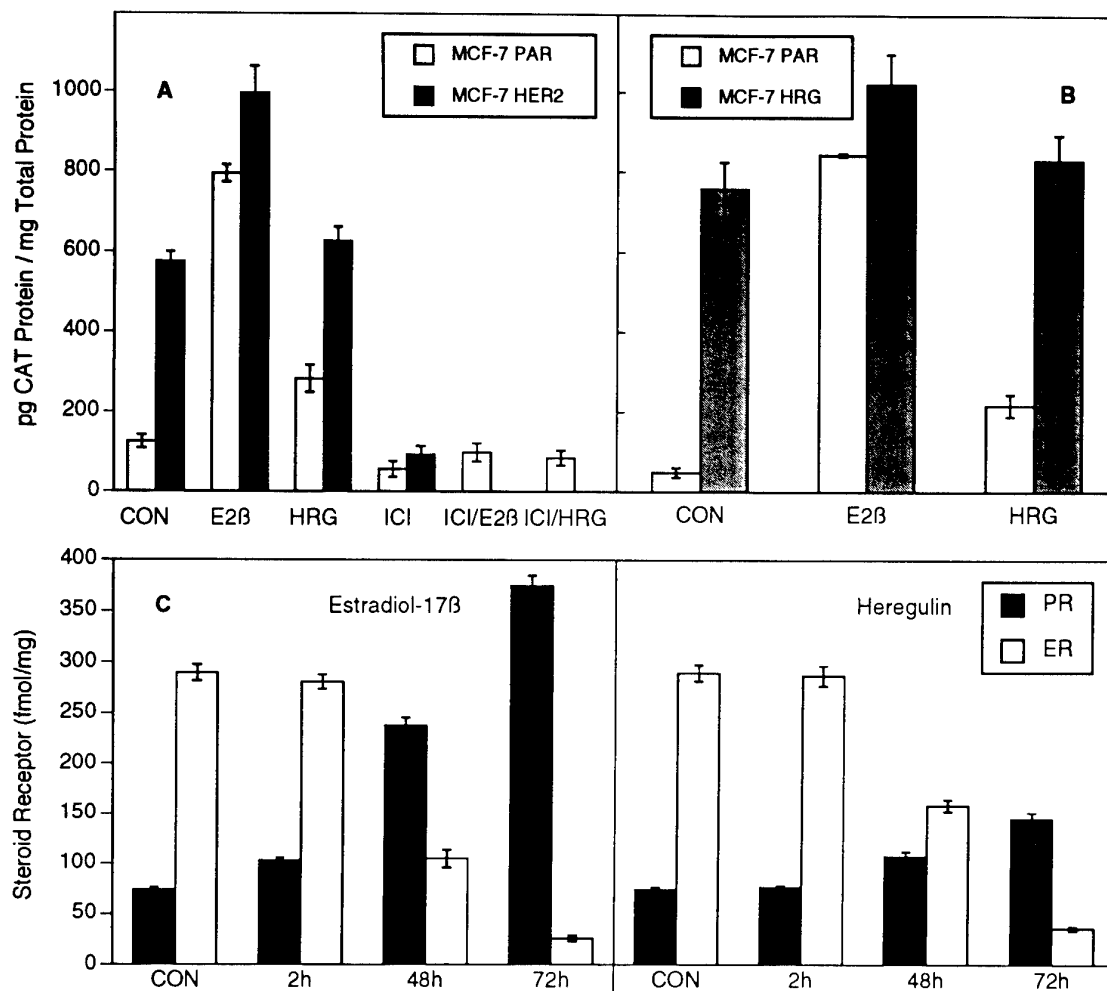 pg CAT Protein / mg Total Protein
1000
800
600
400
200
0
A
MCF-7 PAR
MCF-7 HER2
CON E2ß HRG ICI ICI/E2ß ICI/HRG
B
MCF-7 PAR
MCF-7 HRG
CON E2ß HRG
Steroid Receptor (fmol/mg)
400
350
300
250
200
150
100
50
0
C
Estradiol-17ß
CON 2h 48h 72h
Heregulin
PR
ER
CON 2h 48h 72h